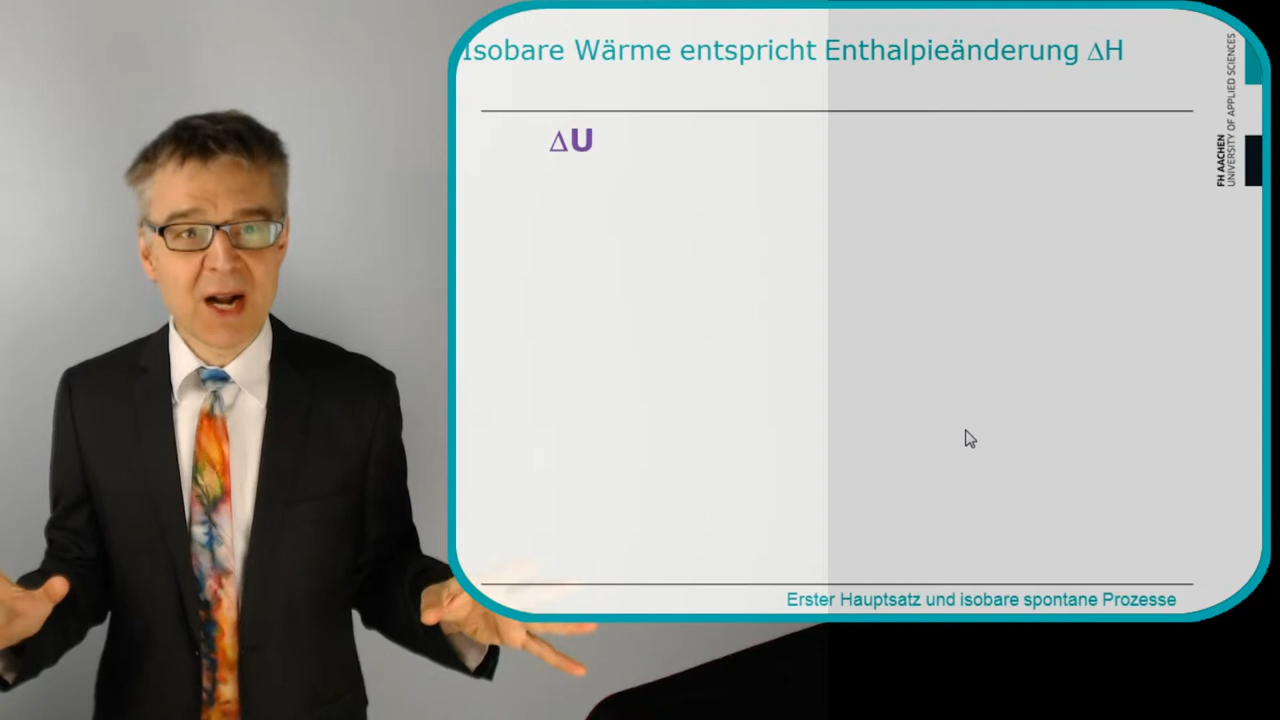 Isobare Wärme entspricht Enthalpieänderung ΔH
ΔU
FH AACHEN
UNIVERSITY OF APPLIED SCIENCES
Erster Hauptsatz und isobare spontane Prozesse